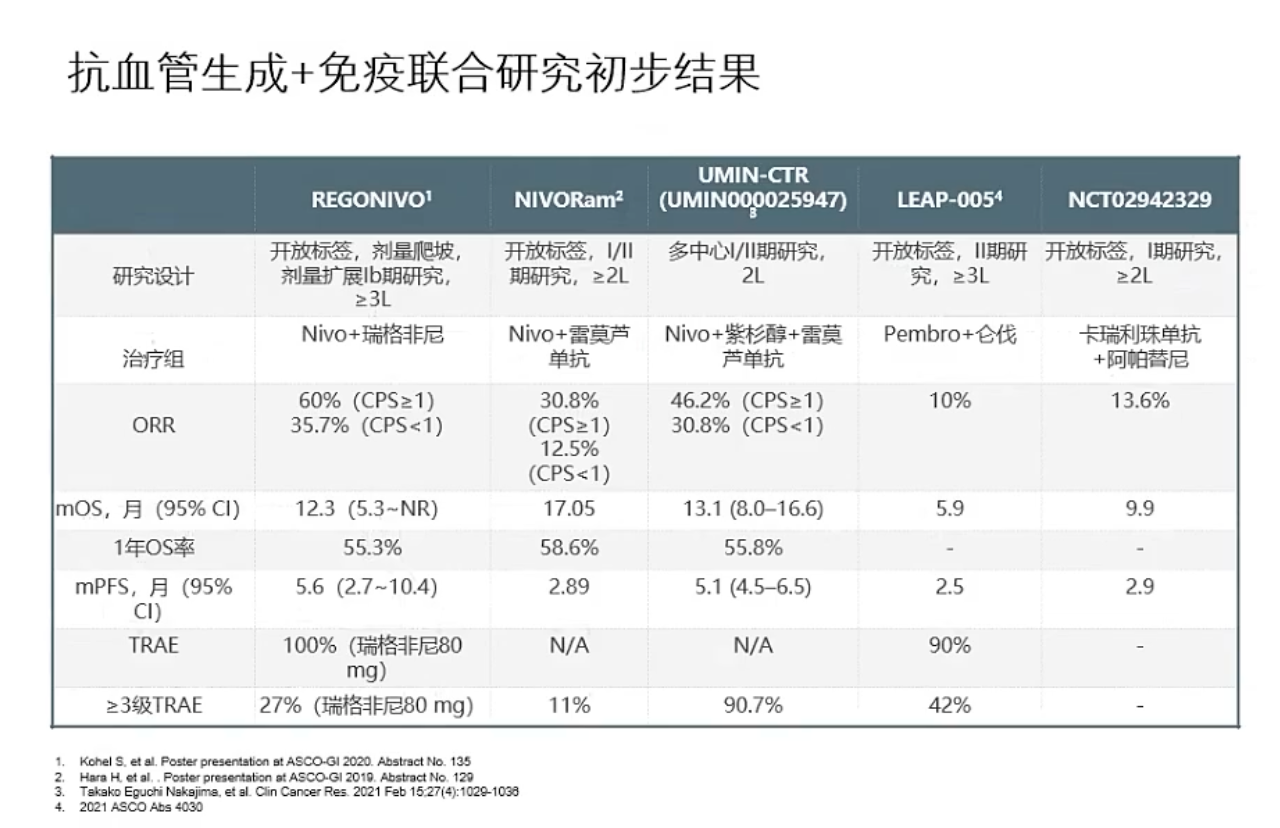 抗血管生成+免疫联合研究初步结果
REGONIVO¹
NIVORam²
UMIN-CTR
(UMIN000025947)
3
LEAP-005⁴
NCT02942329
研究设计
开放标签，剂量爬坡，
剂量扩展Ib期研究，
≥3L
开放标签，I/II
期研究，≥2L
多中心I/II期研究，
2L
开放标签，II期研
究，≥3L
开放标签，I期研究，
≥2L
治疗组
Nivo+瑞格非尼
Nivo+雷莫芦
单抗
Nivo+紫杉醇+雷莫
芦单抗
Pembro+仑伐
卡瑞利珠单抗
+阿帕替尼
ORR
60%（CPS≥1）
35.7%（CPS<1）
30.8%
(CPS≥1)
12.5%
(CPS<1)
46.2%（CPS≥1）
30.8%（CPS<1）
10%
13.6%
mOS，月（95% CI）
12.3（5.3~NR）
17.05
13.1 (8.0–16.6)
5.9
9.9
1年OS率
55.3%
58.6%
55.8%
-
-
mPFS，月（95%
CI）
5.6（2.7~10.4）
2.89
5.1 (4.5–6.5)
2.5
2.9
TRAE
100%（瑞格非尼80
mg）
N/A
N/A
90%
-
≥3级TRAE
27%（瑞格非尼80 mg）
11%
90.7%
42%
-
1. Kohei S, et al. Poster presentation at ASCO-GI 2020. Abstract No. 135
2. Hara H, et al. . Poster presentation at ASCO-GI 2019. Abstract No. 129
3. Takako Eguchi Nakajima, et al. Clin Cancer Res. 2021 Feb 15;27(4):1029-1036
4. 2021 ASCO Abs 4030